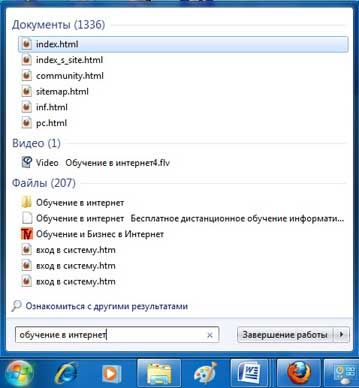 Документы (1336)
index.html
index_s_site.html
community.html
sitemap.html
inf.html
pc.html
Видео (1)
Video Обучение в интернет4.flv
Файлы (207)
Обучение в интернет
Обучение в интернет Бесплатное дистанционное обучение информати...
Обучение и Бизнес в Интернет
вход в систему.htm
вход в систему.htm
вход в систему.htm
Ознакомиться с другими результатами
обучение в интернет
Завершение работы